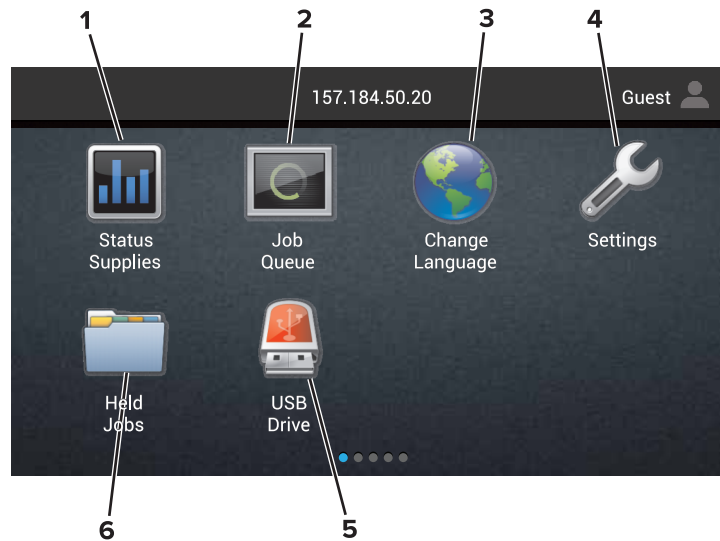 1 2 3 4
157.184.50.20 Guest
Status
Supplies
Job
Queue
Change
Language
Settings
Held
Jobs
USB
Drive
6 5